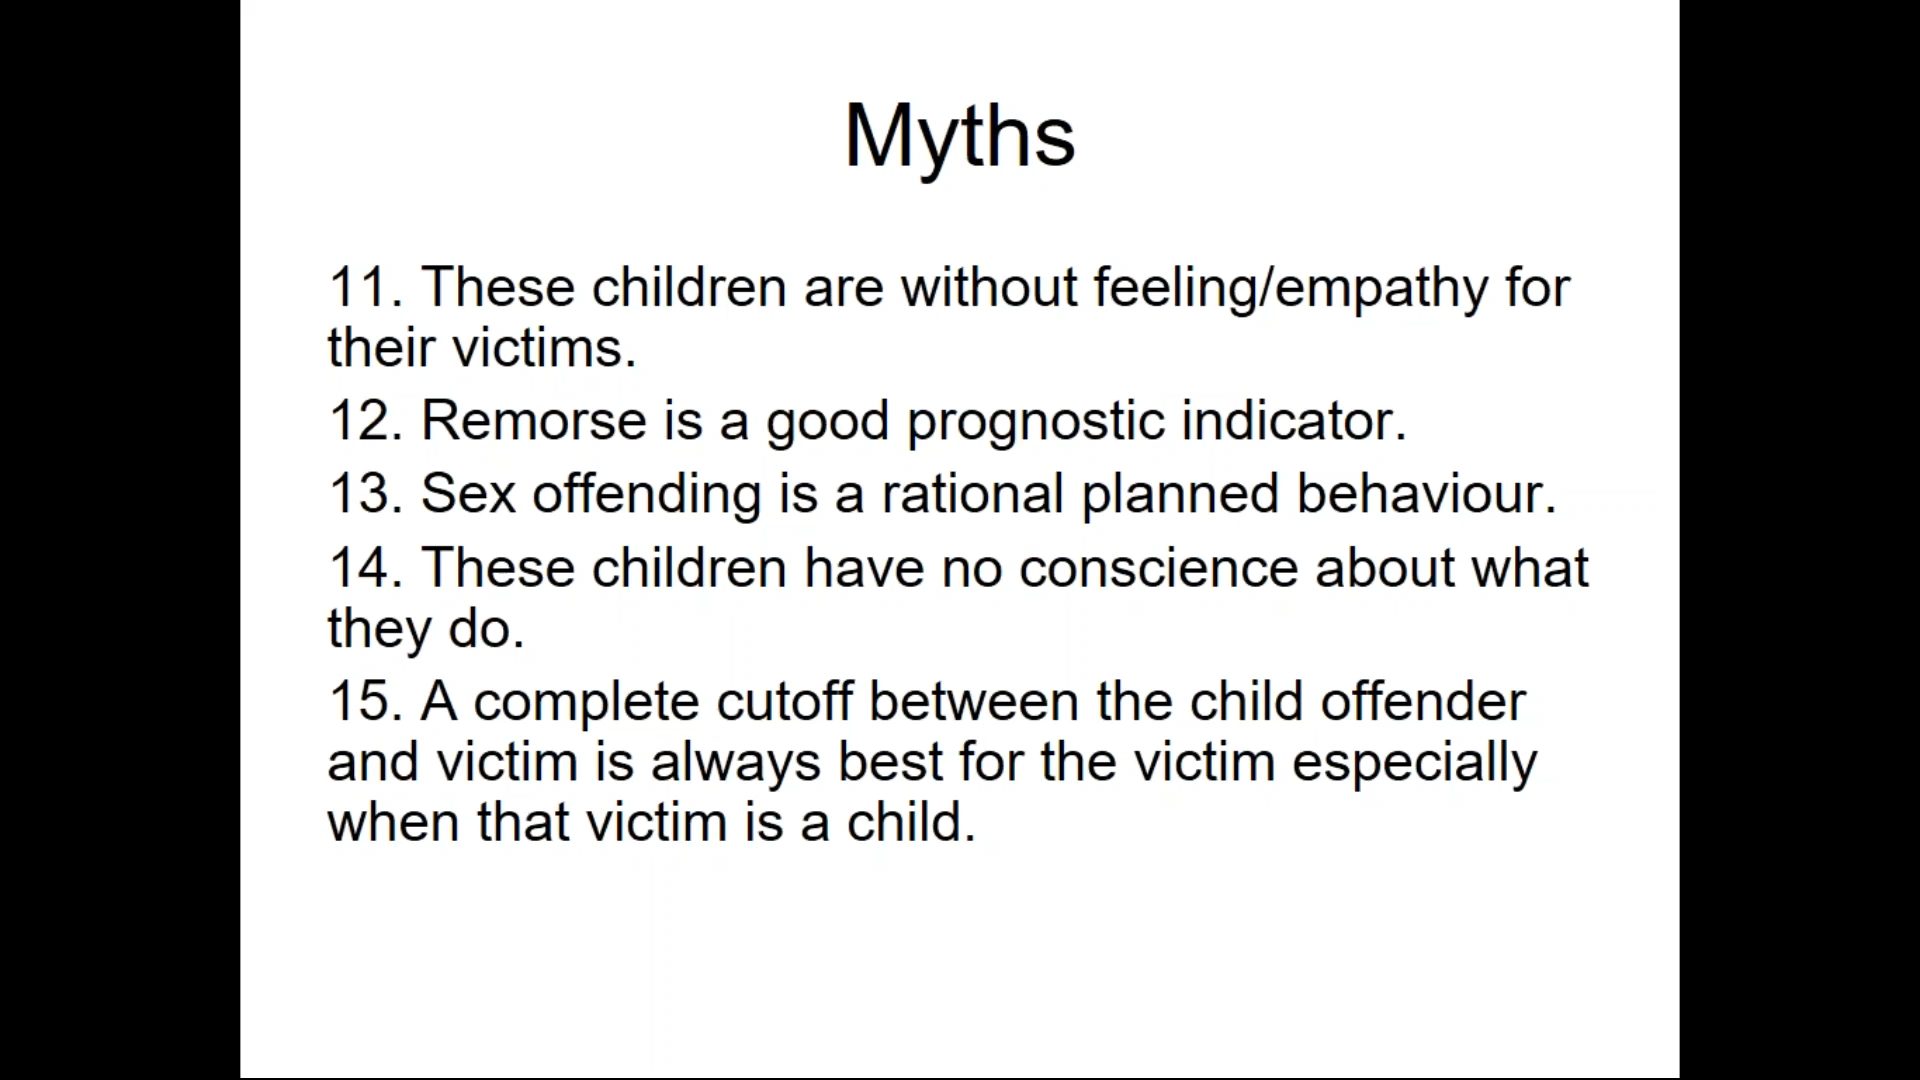 Myths
11. These children are without feeling/empathy for
their victims.
12. Remorse is a good prognostic indicator.
13. Sex offending is a rational planned behaviour.
14. These children have no conscience about what
they do.
15. A complete cutoff between the child offender
and victim is always best for the victim especially
when that victim is a child.